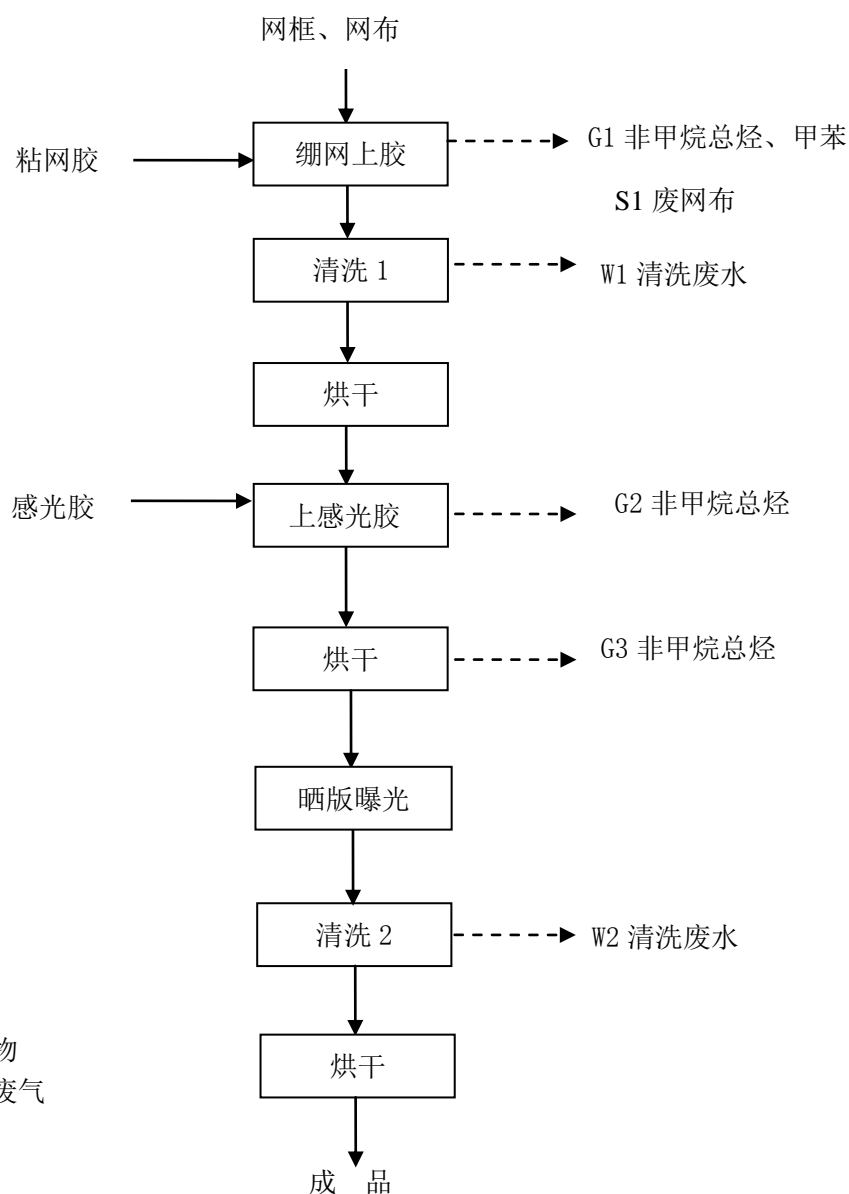 网框、网布
粘网胶
绷网上胶
G1 非甲烷总烃、甲苯
S1 废网布
清洗 1
W1 清洗废水
烘干
感光胶
上感光胶
G2 非甲烷总烃
烘干
G3 非甲烷总烃
晒版曝光
清洗 2
W2 清洗废水
物
烘干
废气
成 品